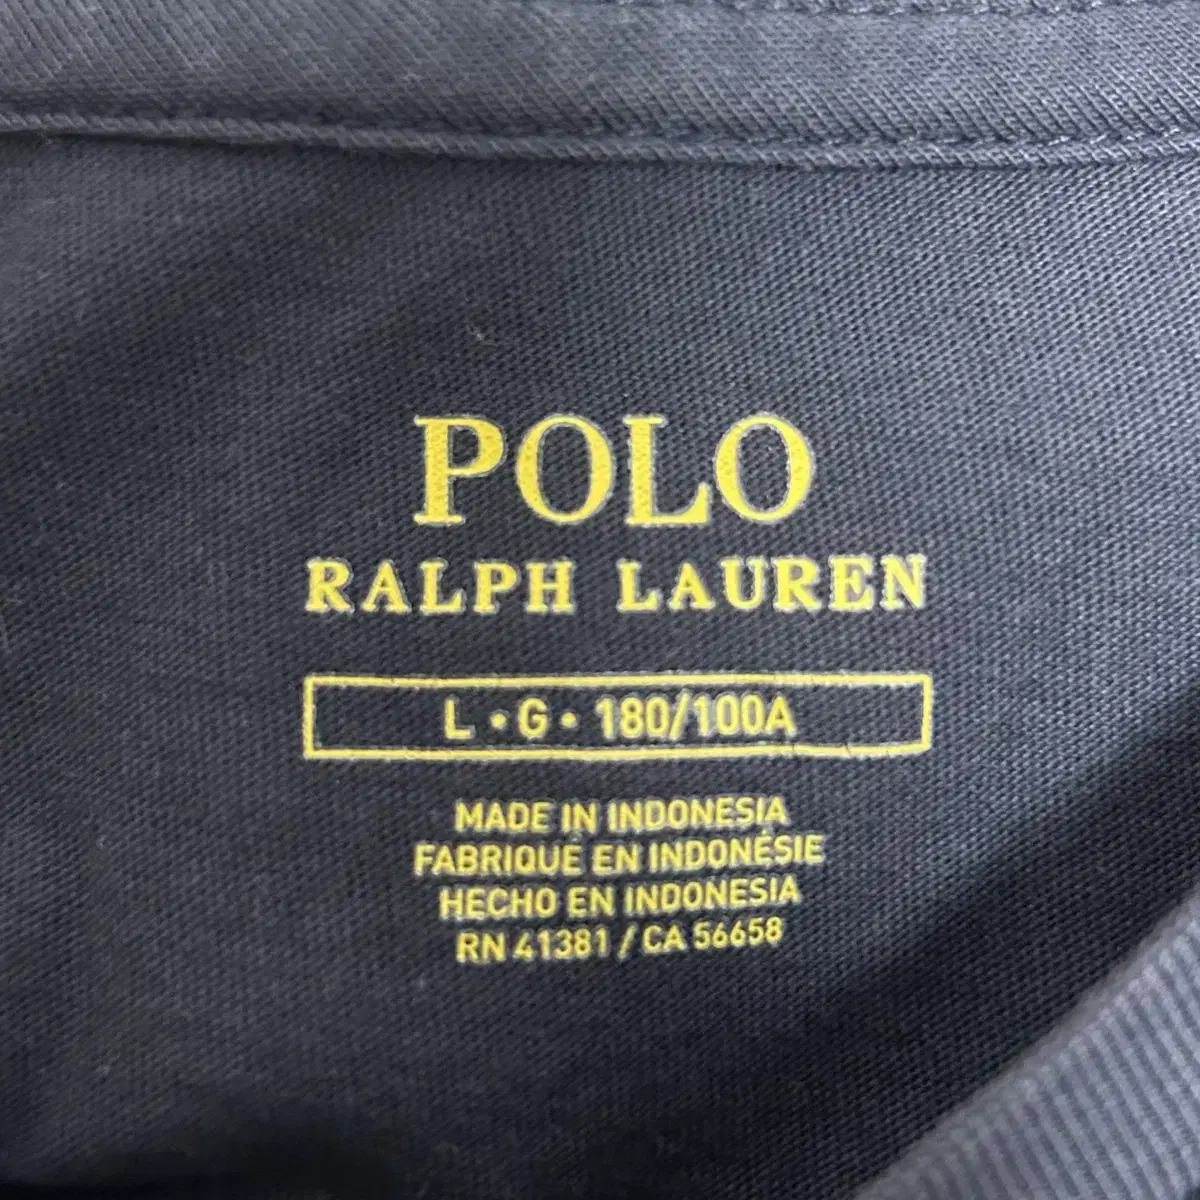 POLO
RALPH LAUREN
L • G • 180/100A
MADE IN INDONESIA
FABRIQUÉ EN INDONÉSIE
HECHO EN INDONESIA
RN 41381 / CA 56658